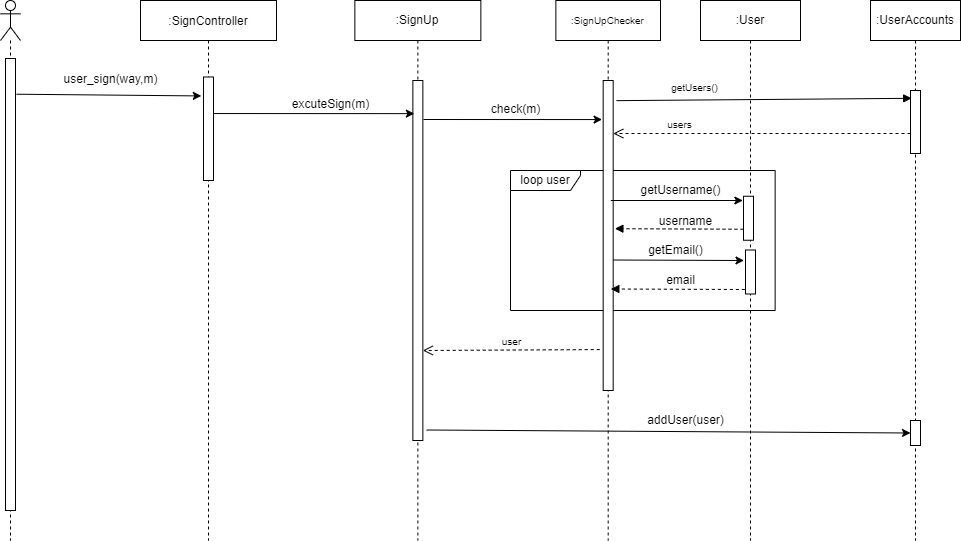 :SignController
:SignUp
:SignUpChecker
:User
:UserAccounts
user_sign(way,m)
excuteSign(m)
check(m)
getUsers()
users
loop user
getUsername()
username
getEmail()
email
user
addUser(user)